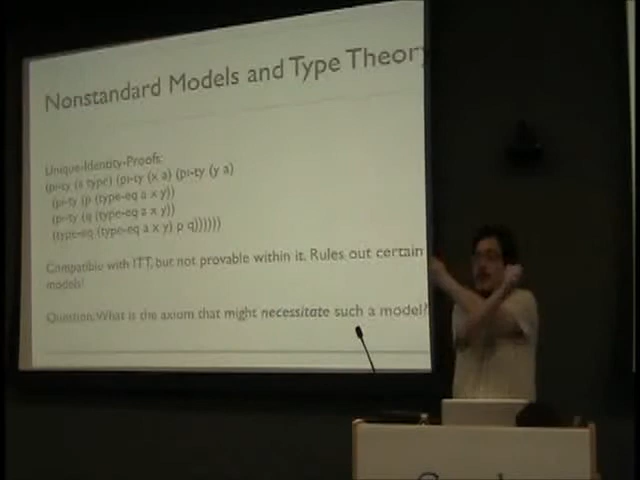 Nonstandard Models and Type Theory
Unique-Identity-Proofs:
(pi-ty (a type) (pi-ty (x a) (pi-ty (y a)
(pi-ty (p (type-eq a x y))
(pi-ty (q (type-eq a x y))
(type-eq (type-eq a x y) p q))))))
Compatible with ITT, but not provable within it. Rules out certain
models!
Question: What is the axiom that might necessitate such a model?